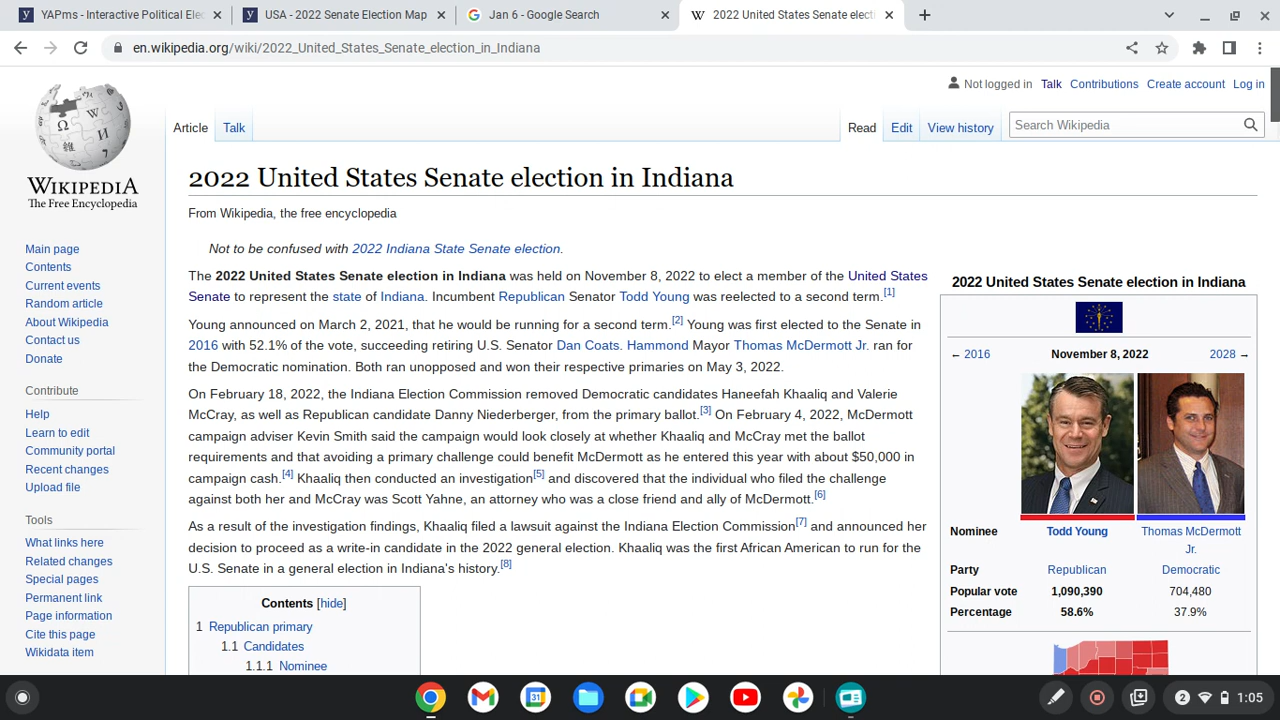 YAPms - Interactive Political Elec
USA - 2022 Senate Election Map
Jan 6 - Google Search
2022 United States Senate electi
en.wikipedia.org/wiki/2022_United_States_Senate_election_in_Indiana
Not logged in Talk Contributions Create account Log in
Article Talk Read Edit View history Search Wikipedia
WIKIPEDIA
The Free Encyclopedia
Main page
Contents
Current events
Random article
About Wikipedia
Contact us
Donate
Contribute
Help
Learn to edit
Community portal
Recent changes
Upload file
Tools
What links here
Related changes
Special pages
Permanent link
Page information
Cite this page
Wikidata item
2022 United States Senate election in Indiana
From Wikipedia, the free encyclopedia
Not to be confused with 2022 Indiana State Senate election.
The 2022 United States Senate election in Indiana was held on November 8, 2022 to elect a member of the United States
Senate to represent the state of Indiana. Incumbent Republican Senator Todd Young was reelected to a second term.[1]
Young announced on March 2, 2021, that he would be running for a second term.[2] Young was first elected to the Senate in
2016 with 52.1% of the vote, succeeding retiring U.S. Senator Dan Coats. Hammond Mayor Thomas McDermott Jr. ran for
the Democratic nomination. Both ran unopposed and won their respective primaries on May 3, 2022.
On February 18, 2022, the Indiana Election Commission removed Democratic candidates Haneefah Khaaliq and Valerie
McCray, as well as Republican candidate Danny Niederberger, from the primary ballot.[3] On February 4, 2022, McDermott
campaign adviser Kevin Smith said the campaign would look closely at whether Khaaliq and McCray met the ballot
requirements and that avoiding a primary challenge could benefit McDermott as he entered this year with about $50,000 in
campaign cash.[4] Khaaliq then conducted an investigation[5] and discovered that the individual who filed the challenge
against both her and McCray was Scott Yahne, an attorney who was a close friend and ally of McDermott.[6]
As a result of the investigation findings, Khaaliq filed a lawsuit against the Indiana Election Commission[7] and announced her
decision to proceed as a write-in candidate in the 2022 general election. Khaaliq was the first African American to run for the
U.S. Senate in a general election in Indiana's history.[8]
Contents [hide]
1 Republican primary
1.1 Candidates
1.1.1 Nominee
2022 United States Senate election in Indiana
← 2016 November 8, 2022 2028 →
Nominee Todd Young Thomas McDermott
Jr.
Party Republican Democratic
Popular vote 1,090,390 704,480
Percentage 58.6% 37.9%
31
2 1:05